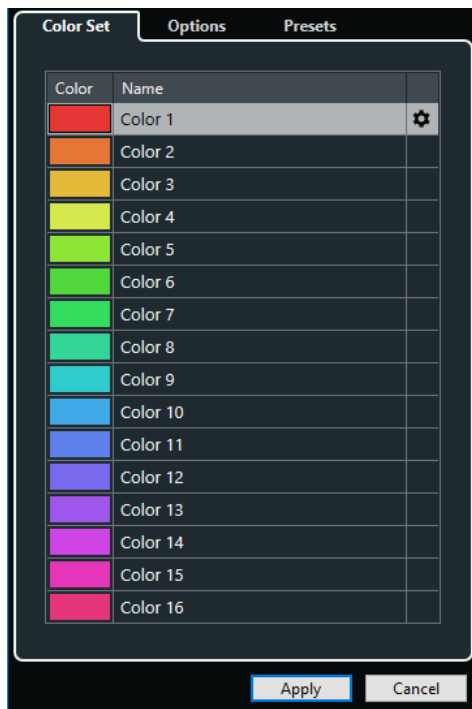 Color Set Options Presets
Color Name
Color 1
Color 2
Color 3
Color 4
Color 5
Color 6
Color 7
Color 8
Color 9
Color 10
Color 11
Color 12
Color 13
Color 14
Color 15
Color 16
Apply Cancel